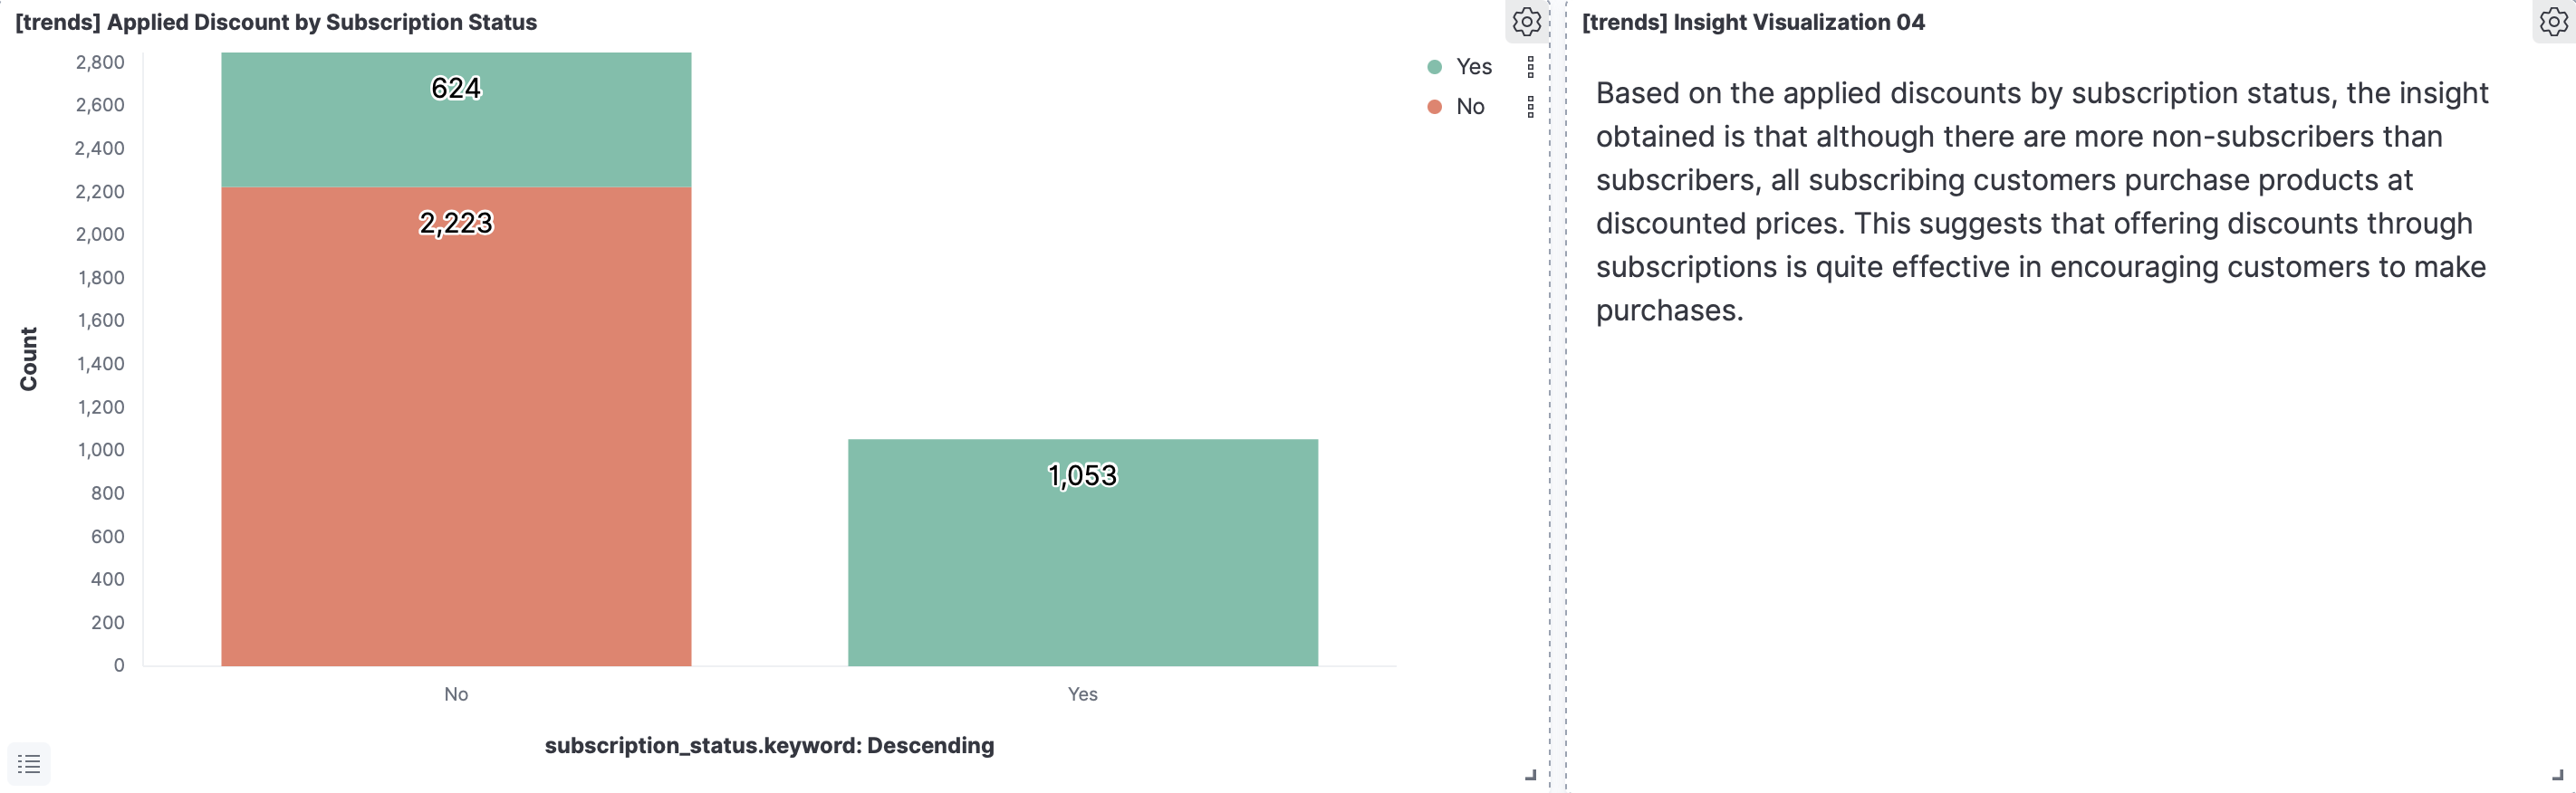 [trends] Applied Discount by Subscription Status
2,800
2,600
2,400
2,200
2,000
1,800
1,600
1,400
1,200
1,000
800
600
400
200
0
Count
624
2,223
1,053
No
Yes
subscription_status.keyword: Descending
Yes
No
[trends] Insight Visualization 04
Based on the applied discounts by subscription status, the insight
obtained is that although there are more non-subscribers than
subscribers, all subscribing customers purchase products at
discounted prices. This suggests that offering discounts through
subscriptions is quite effective in encouraging customers to make
purchases.